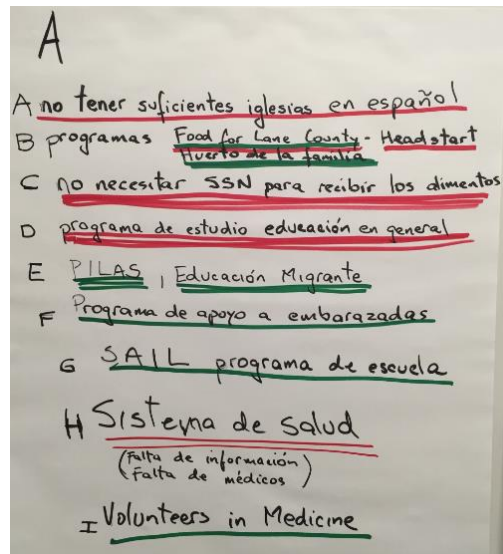 A
A no tener suficientes iglesias en español
B programas Food for Lane County - Headstart
Huerto de la familia
C no necesitar SSN para recibir los alimentos
D programa de estudio educación en general
E PILAS, Educación Migrante
F Programa de apoyo a embarazadas
G SAIL programa de escuela
H Sistema de salud
(Falta de información
Falta de médicos)
I Volunteers in Medicine